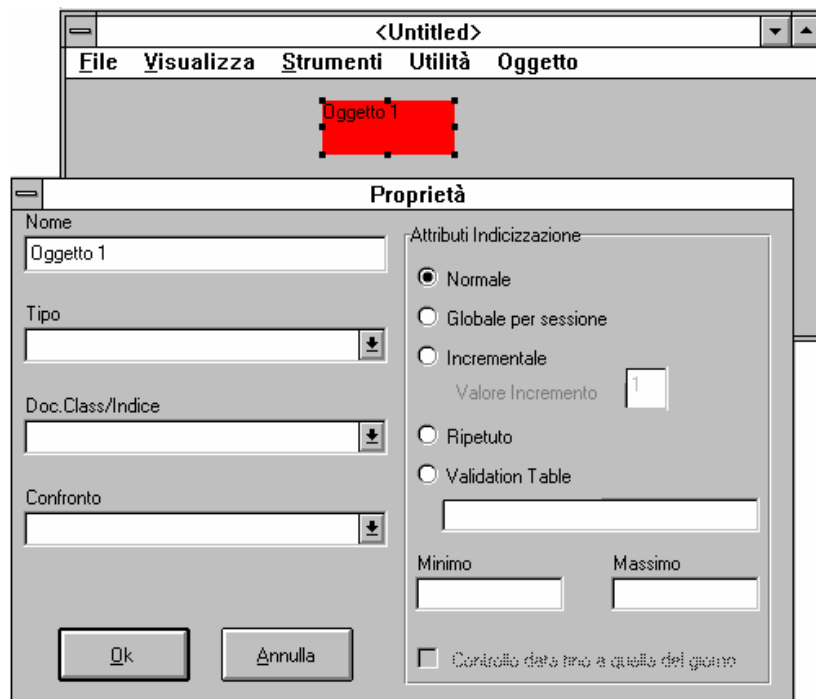 <Untitled>
File Visualizza Strumenti Utilità Oggetto
Oggetto 1
Proprietà
Nome
Oggetto 1
Tipo
Doc.Class/Indice
Confronto
Ok Annulla
Attributi Indicizzazione
Normale
Globale per sessione
Incrementale
Valore Incremento 1
Ripetuto
Validation Table
Minimo Massimo
Controllo data fino a quella del giorno